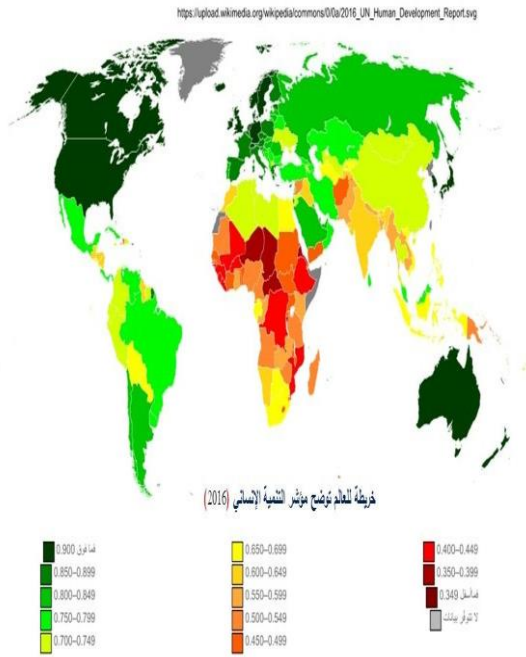 https://upload.wikimedia.org/wikipedia/commons/0/0a/2016_UN_Human_Development_Report.svg
خريطة للعالم توضح مؤشر التنمية الإنساني (2016)
فما فوق 0.900
0.850–0.899
0.800–0.849
0.750–0.799
0.700–0.749
0.650–0.699
0.600–0.649
0.550–0.599
0.500–0.549
0.450–0.499
0.400–0.449
0.350–0.399
فما أسفل 0.349
لا تتوفر بيانات